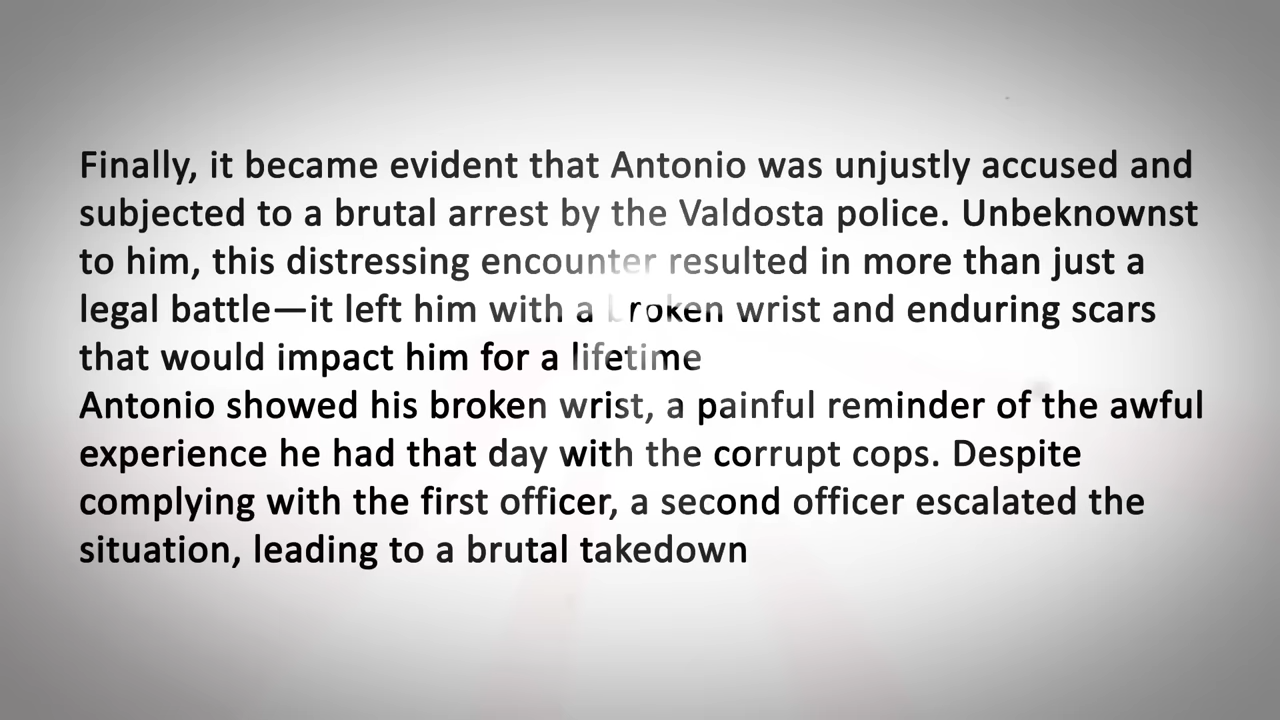 Finally, it became evident that Antonio was unjustly accused and
subjected to a brutal arrest by the Valdosta police. Unbeknownst
to him, this distressing encounter resulted in more than just a
legal battle—it left him with a broken wrist and enduring scars
that would impact him for a lifetime
Antonio showed his broken wrist, a painful reminder of the awful
experience he had that day with the corrupt cops. Despite
complying with the first officer, a second officer escalated the
situation, leading to a brutal takedown